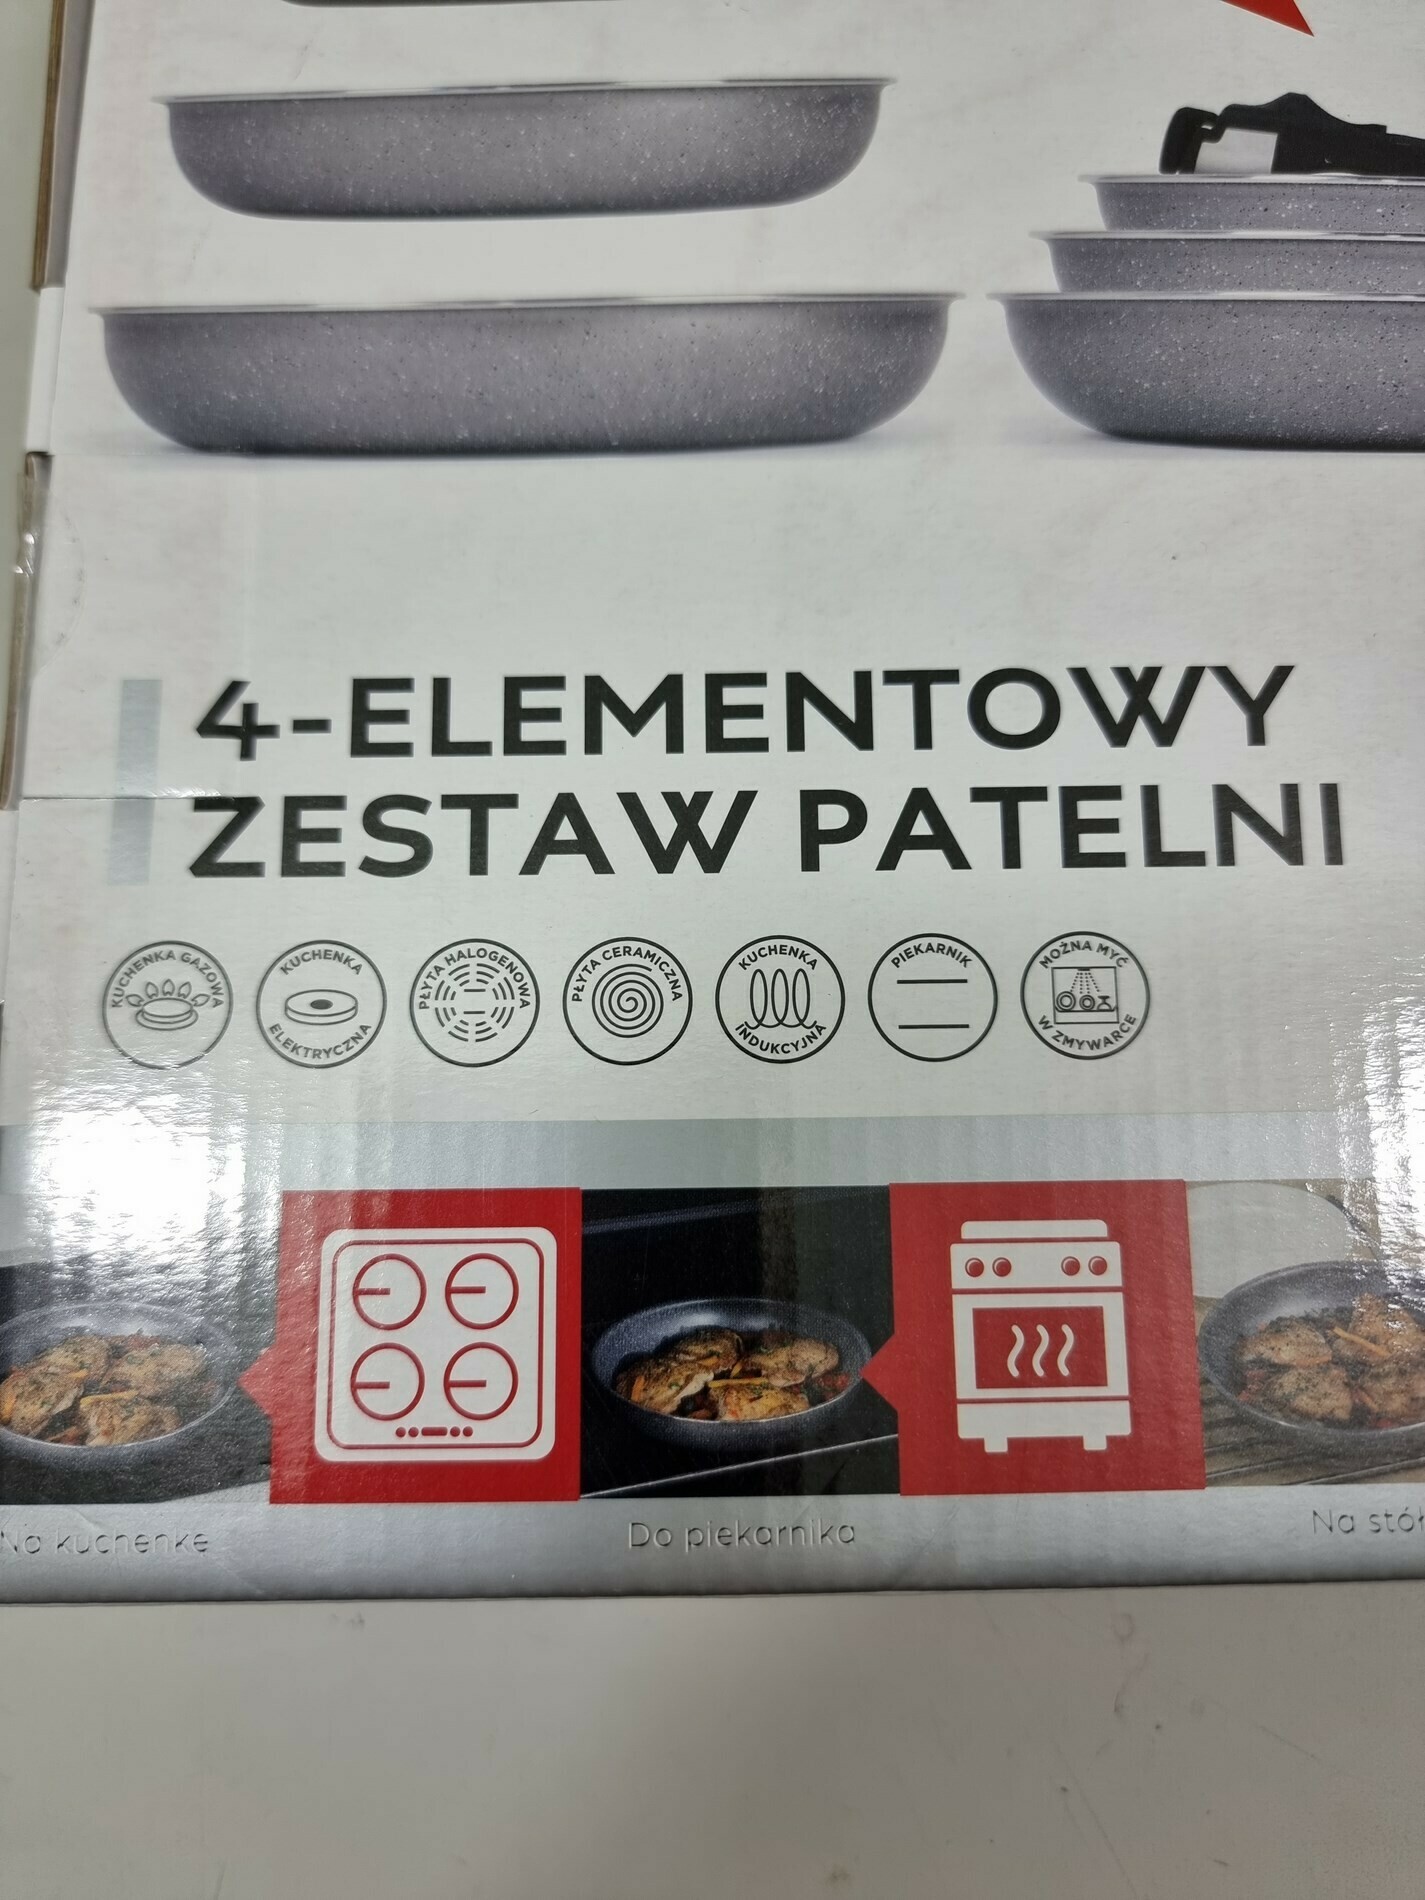 4-ELEMENTOWY
ZESTAW PATELNI
KUCHENKA GAZOWA
KUCHENKA
ELEKTRYCZNA
PŁYTA HALOGENOWA
PŁYTA CERAMICZNA
KUCHENKA
INDUKCYJNA
PIEKARNIK
MOŻNA MYĆ
W ZMYWARCE
Na kuchenkę
Do piekarnika
Na